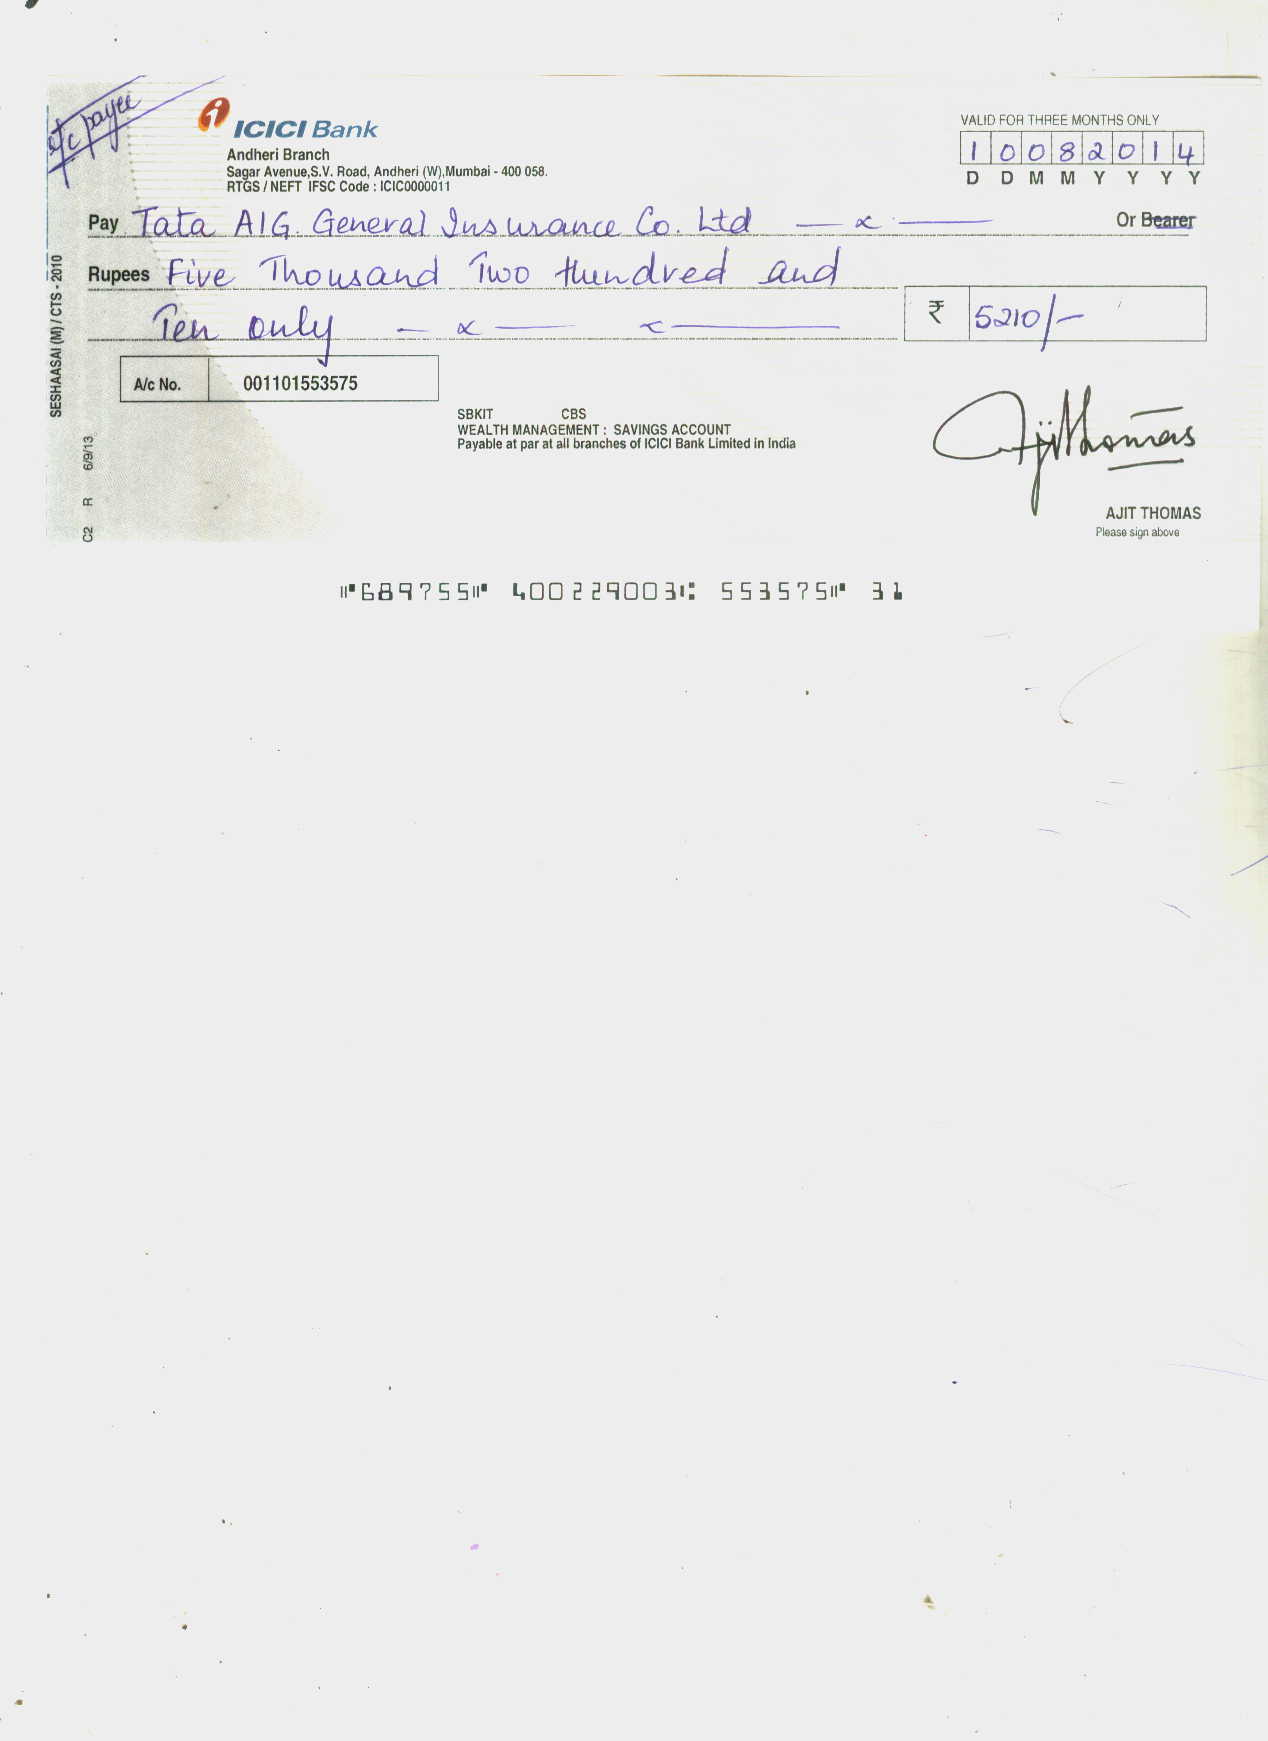 a/c payee
ICICI Bank
Andheri Branch
Sagar Avenue,S.V. Road, Andheri (W),Mumbai - 400 058.
RTGS / NEFT IFSC Code : ICIC0000011
VALID FOR THREE MONTHS ONLY
1 0 0 8 2 0 1 4
D D M M Y Y Y Y
Pay Tata AIG. General Insurance Co. Ltd Or Bearer
Rupees Five Thousand Two Hundred and
Ten only ₹ 5210/-
A/c No. 001101553575
SBKIT CBS
WEALTH MANAGEMENT : SAVINGS ACCOUNT
Payable at par at all branches of ICICI Bank Limited in India
AjitThomas
AJIT THOMAS
Please sign above
SESHAASAI (M) / CTS - 2010
C2 R 6/9/13
⑈689755⑈ 400229003⑆ 553575⑈ 31